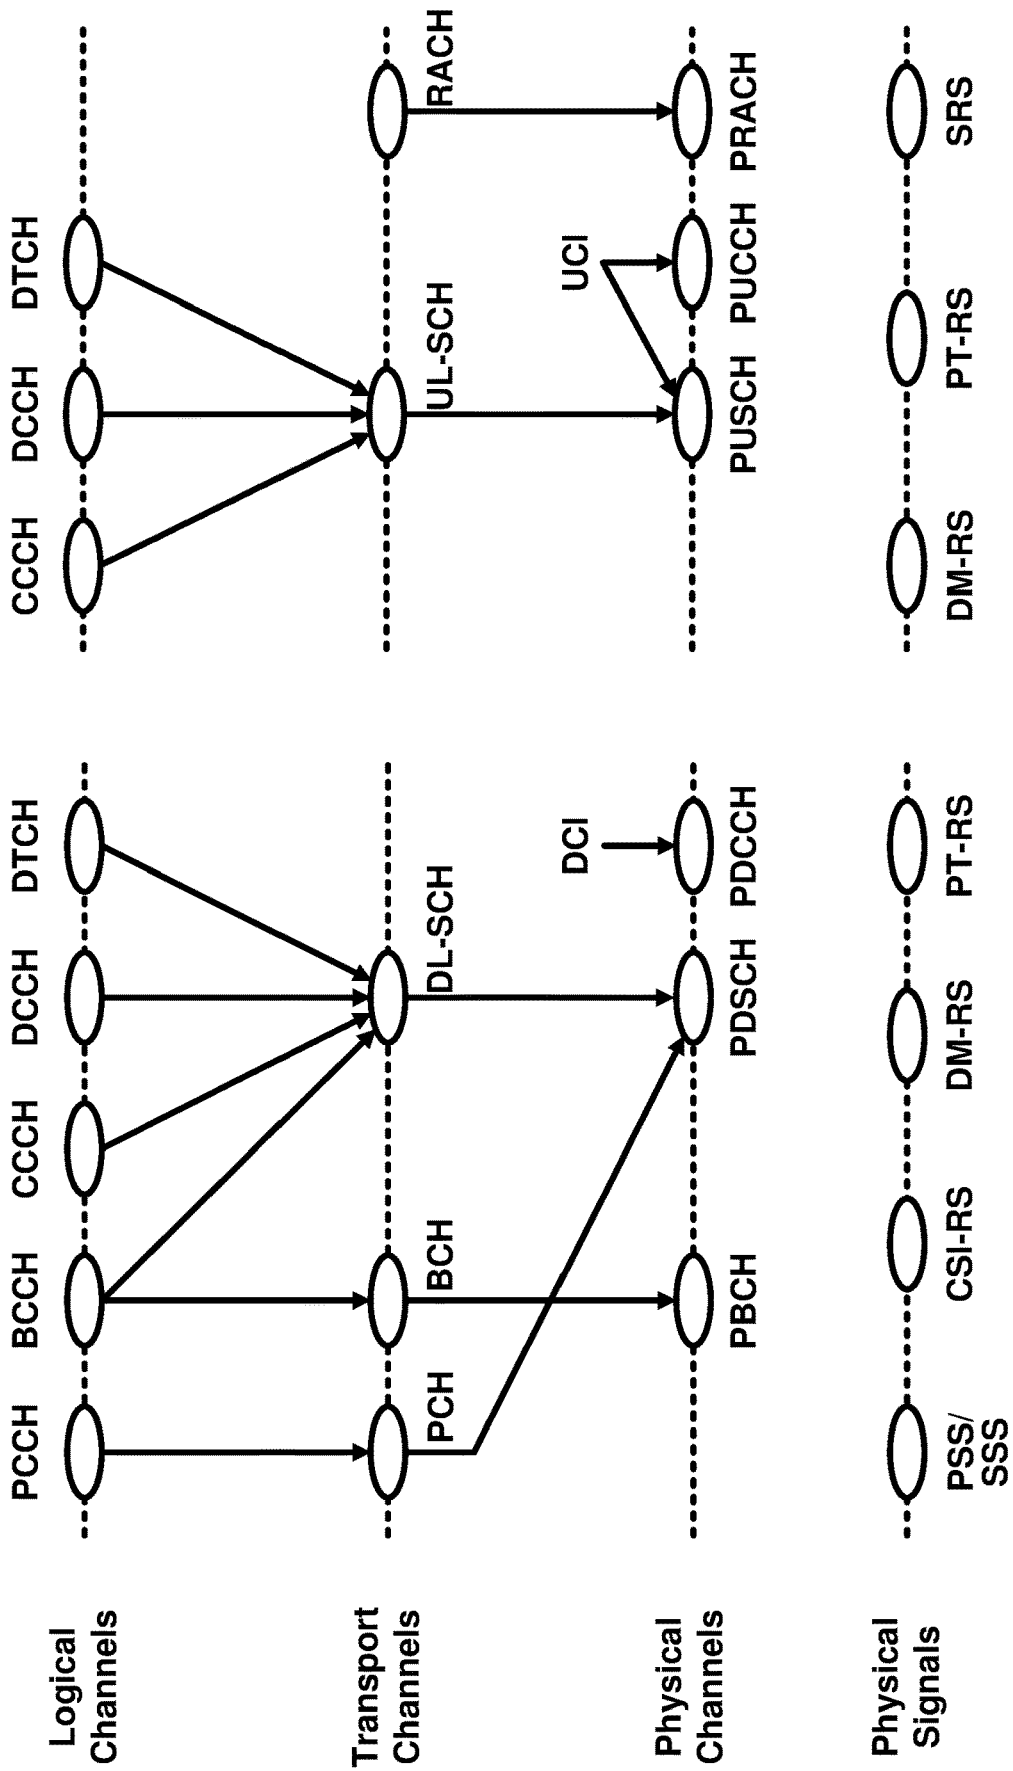 Logical
Channels
PCCH
BCCH
CCCH
DCCH
DTCH
CCCH
DCCH
DTCH
Transport
Channels
PCH
BCH
DL-SCH
UL-SCH
RACH
DCI
UCI
Physical
Channels
PBCH
PDSCH
PDCCH
PUSCH
PUCCH
PRACH
Physical
Signals
PSS/
SSS
CSI-RS
DM-RS
PT-RS
DM-RS
PT-RS
SRS